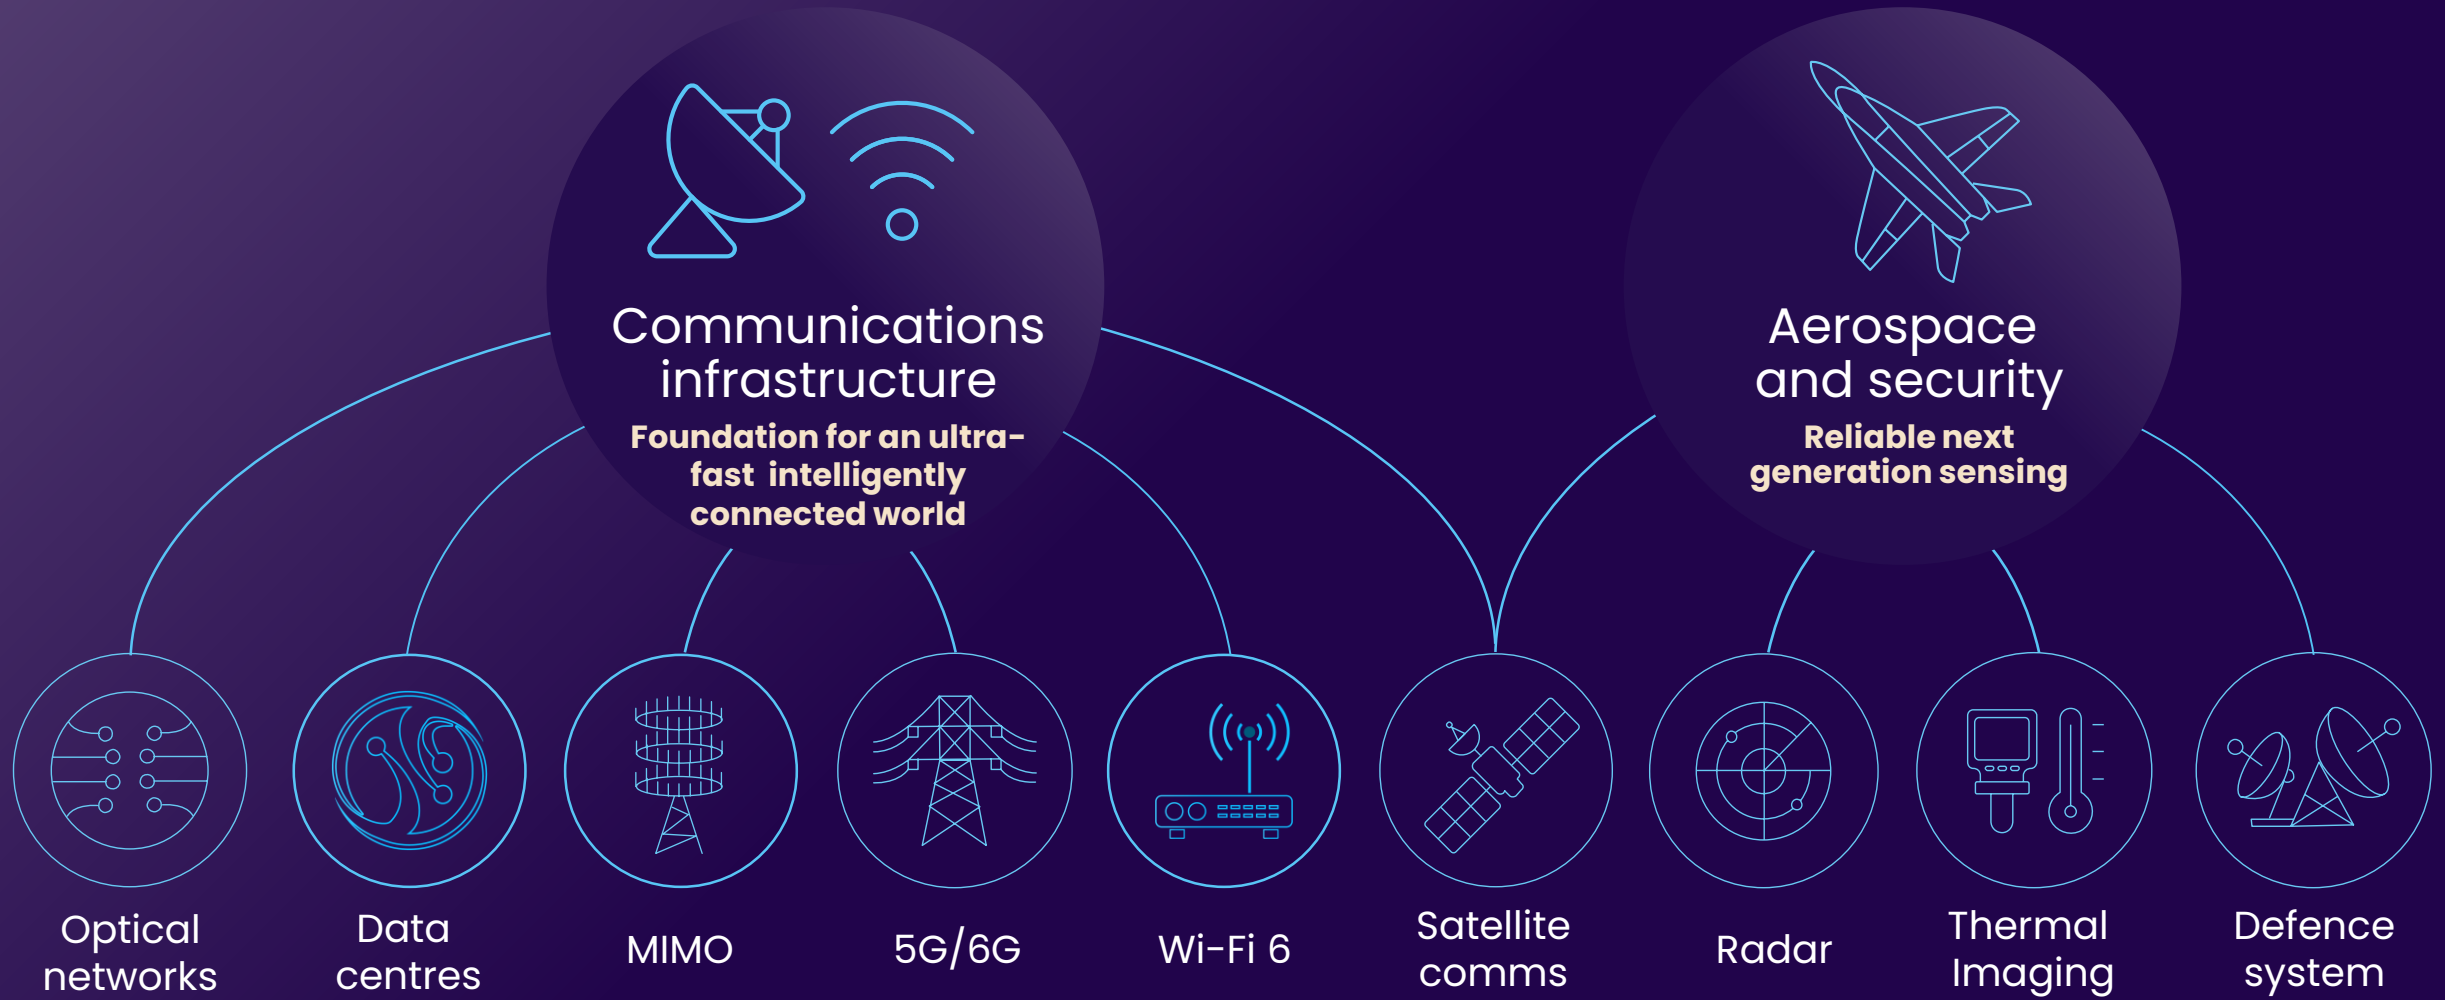 Communications
infrastructure
Foundation for an ultra-
fast intelligently
connected world
Aerospace
and security
Reliable next
generation sensing
Optical
networks
Data
centres
MIMO
5G/6G
Wi-Fi 6
Satellite
comms
Radar
Thermal
Imaging
Defence
system